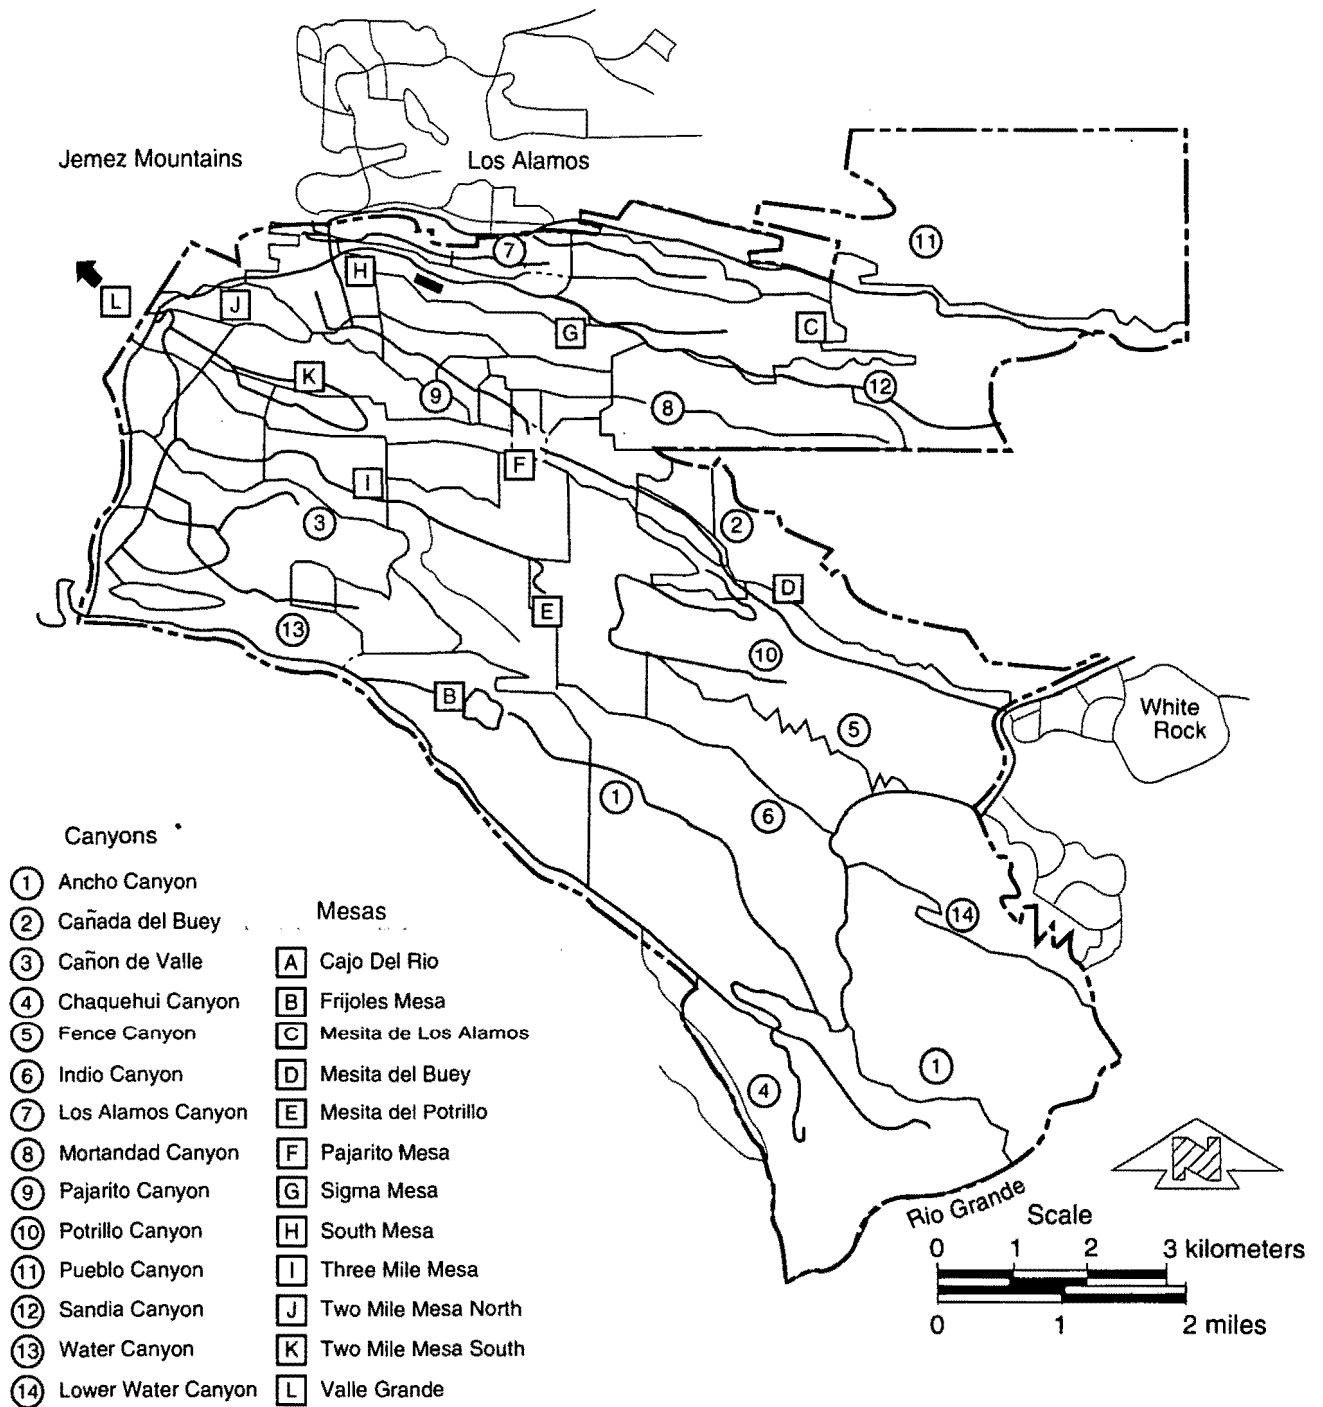 Jemez Mountains
Los Alamos
11
7
H
L
J
G
C
K
9
8
12
F
I
3
2
D
E
13
10
B
White
Rock
5
1
6
14
1
4
Canyons
1 Ancho Canyon
2 Cañada del Buey
3 Cañon de Valle
4 Chaquehui Canyon
5 Fence Canyon
6 Indio Canyon
7 Los Alamos Canyon
8 Mortandad Canyon
9 Pajarito Canyon
10 Potrillo Canyon
11 Pueblo Canyon
12 Sandia Canyon
13 Water Canyon
14 Lower Water Canyon
Mesas
A Cajo Del Rio
B Frijoles Mesa
C Mesita de Los Alamos
D Mesita del Buey
E Mesita del Potrillo
F Pajarito Mesa
G Sigma Mesa
H South Mesa
I Three Mile Mesa
J Two Mile Mesa North
K Two Mile Mesa South
L Valle Grande
N
Rio Grande
Scale
0 1 2 3 kilometers
0 1 2 miles